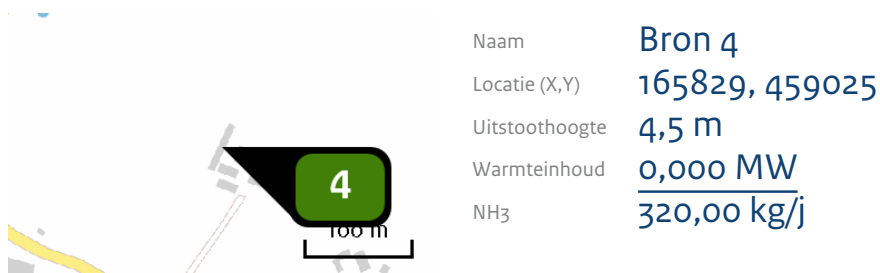 4
100 m
Naam Bron 4
Locatie (X,Y) 165829, 459025
Uitstoothoogte 4,5 m
Warmteinhoud 0,000 MW
NH3 320,00 kg/j